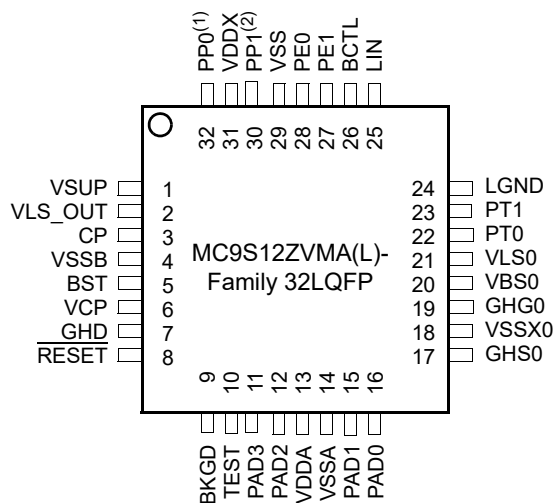 PP0(1)
VDDX
PP1(2)
VSS
PE0
PE1
BCTL
LIN
32
31
30
29
28
27
26
25
VSUP 1
VLS_OUT 2
CP 3
VSSB 4
BST 5
VCP 6
GHD 7
RESET 8
MC9S12ZVMA(L)-
Family 32LQFP
24 LGND
23 PT1
22 PT0
21 VLS0
20 VBS0
19 GHG0
18 VSSX0
17 GHS0
9
10
11
12
13
14
15
16
BKGD
TEST
PAD3
PAD2
VDDA
VSSA
PAD1
PAD0